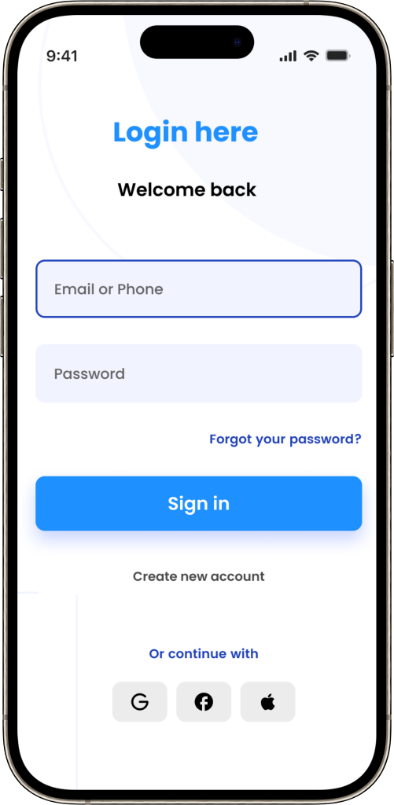 9:41
Login here
Welcome back
Email or Phone
Password
Forgot your password?
Sign in
Create new account
Or continue with